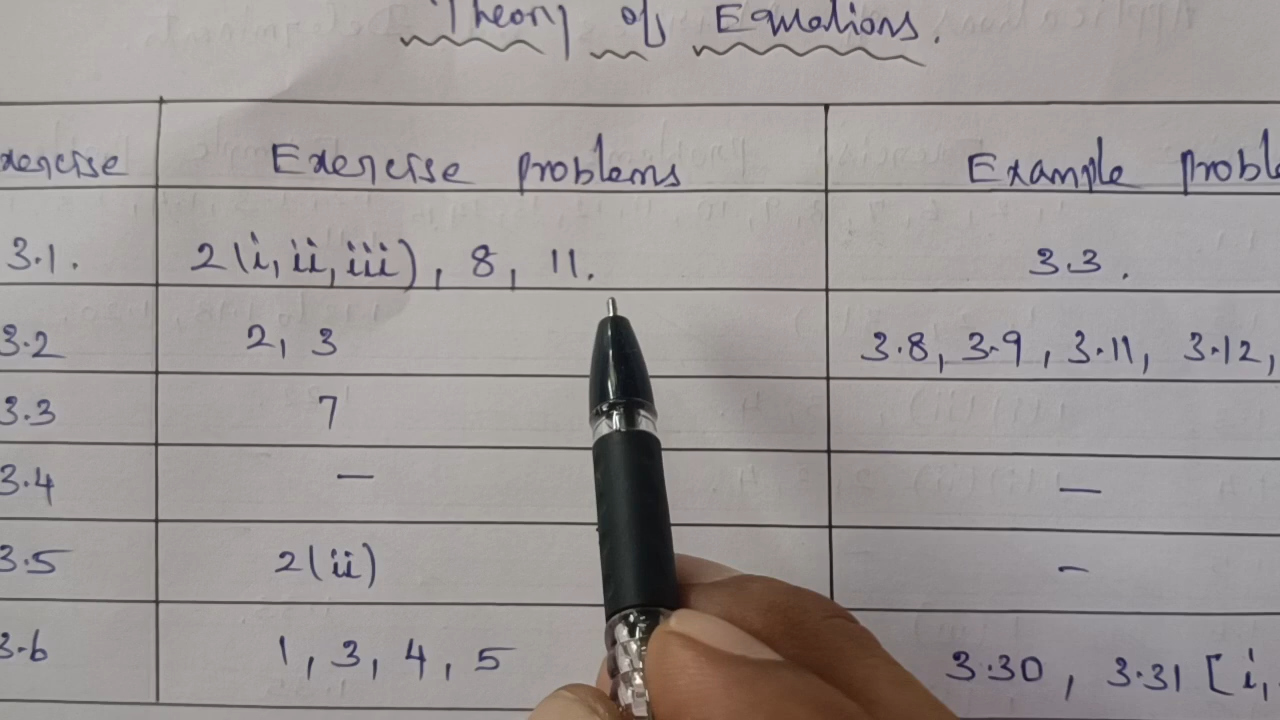 Theory of Equations.
Exercise Problems Example
3.1. 2(i, ii, iii), 8, 11. 3.3.
3.2 2, 3 3.8, 3.9, 3.11, 3.12,
3.3 7
3.4 — —
3.5 2(ii) -
3.6 1, 3, 4, 5 3.30, 3.31 [i,